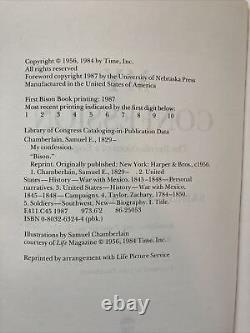 Copyright © 1956, 1984 by Time, Inc.
Foreword copyright 1987 by the University of Nebraska Press
Manufactured in the United States of America
First Bison Book printing: 1987
Most recent printing indicated by the first digit below:
1 2 3 4 5 6 7 8 9 10
Library of Congress Cataloging-in-Publication Data
Chamberlain, Samuel E., 1829–
My confession.
"Bison."
Reprint. Originally published: New York: Harper & Bros., c1956.
1. Chamberlain, Samuel E., 1829– . 2. United
States—History—War with Mexico, 1845–1848—Personal
narratives. 3. United States—History—War with Mexico,
1845–1848—Campaigns. 4. Taylor, Zachary, 1784–1850.
5. Soldiers—Southwest, New—Biography. I. Title.
E411.C45 1987 973.6'2 86-25053
ISBN 0-8032-6324-4 (pbk.)
Illustrations by Samuel Chamberlain
courtesy of Life Magazine © 1956, 1984 Time Inc.
Reprinted by arrangement with Life Picture Service